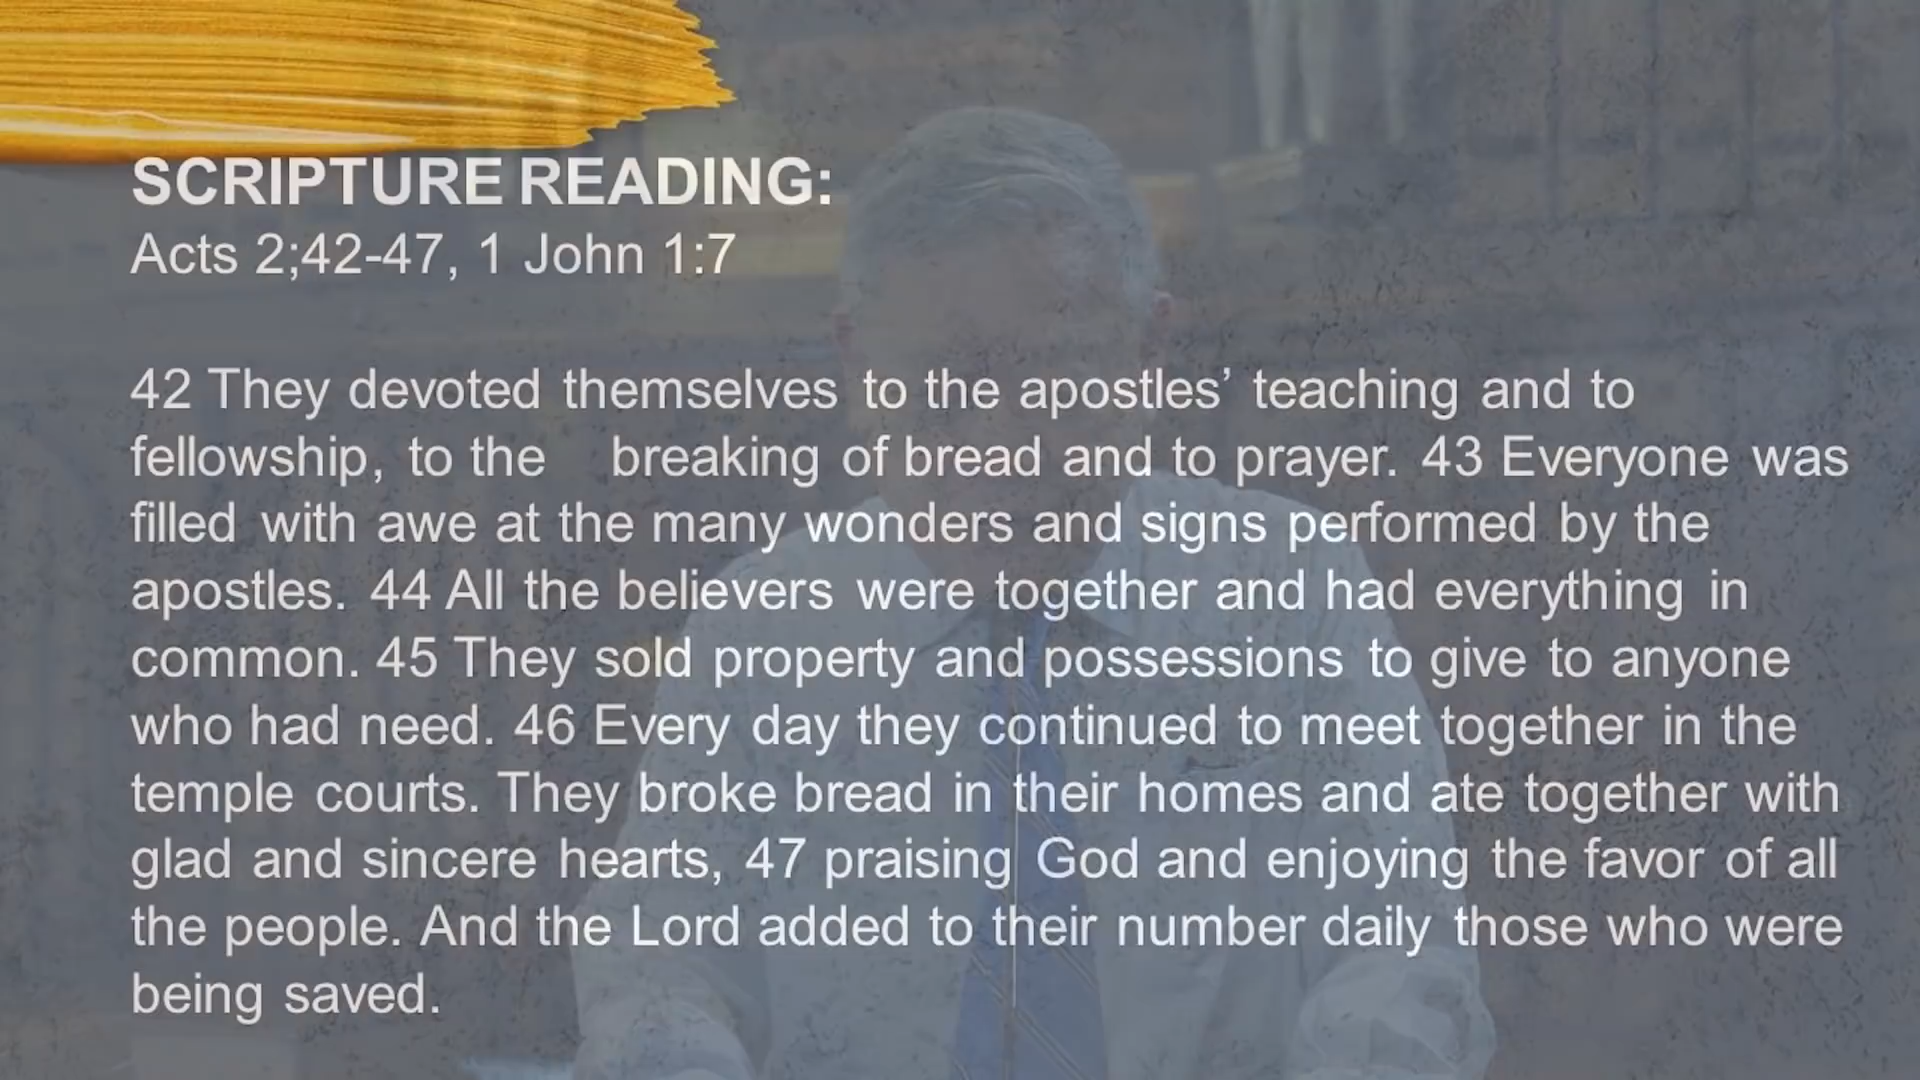 SCRIPTURE READING:
Acts 2;42-47, 1 John 1:7
42 They devoted themselves to the apostles’ teaching and to
fellowship, to the breaking of bread and to prayer. 43 Everyone was
filled with awe at the many wonders and signs performed by the
apostles. 44 All the believers were together and had everything in
common. 45 They sold property and possessions to give to anyone
who had need. 46 Every day they continued to meet together in the
temple courts. They broke bread in their homes and ate together with
glad and sincere hearts, 47 praising God and enjoying the favor of all
the people. And the Lord added to their number daily those who were
being saved.